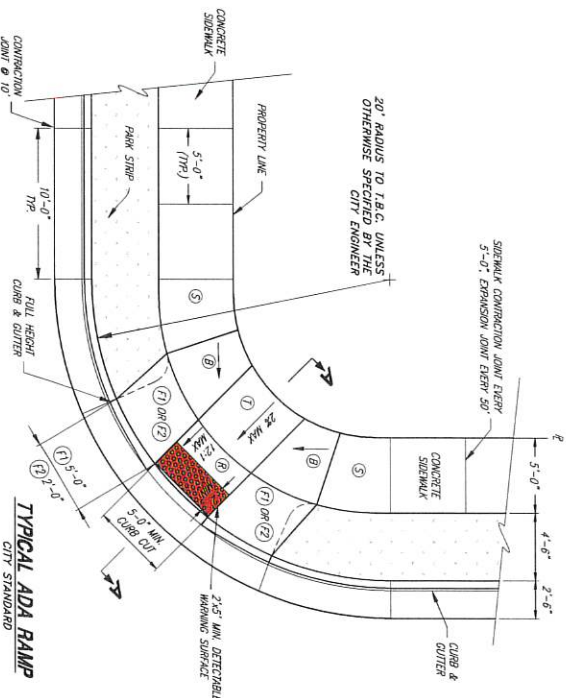 CONCRETE
SIDEWALK
CONTRACTION
JOINT @ 10'
PARK STRIP
10'-0"
TYP.
5'-0"
(TYP.)
PROPERTY LINE
20' RADIUS TO T.B.C. UNLESS
OTHERWISE SPECIFIED BY THE
CITY ENGINEER
SIDEWALK CONTRACTION JOINT EVERY
5'-0", EXPANSION JOINT EVERY 50'
FULL HEIGHT
CURB & GUTTER
S
B
F1 OR F2
T
2% MAX
R
12:1
MAX
B
F1 OR F2
S
A
A
F1 5'-0"
F2 2'-0"
5'-0" MIN.
CURB CUT
2'x5' MIN. DETECTABLE
WARNING SURFACE
CONCRETE
SIDEWALK
5'-0"
4'-6"
2'-6"
CURB &
GUTTER
TYPICAL ADA RAMP
CITY STANDARD